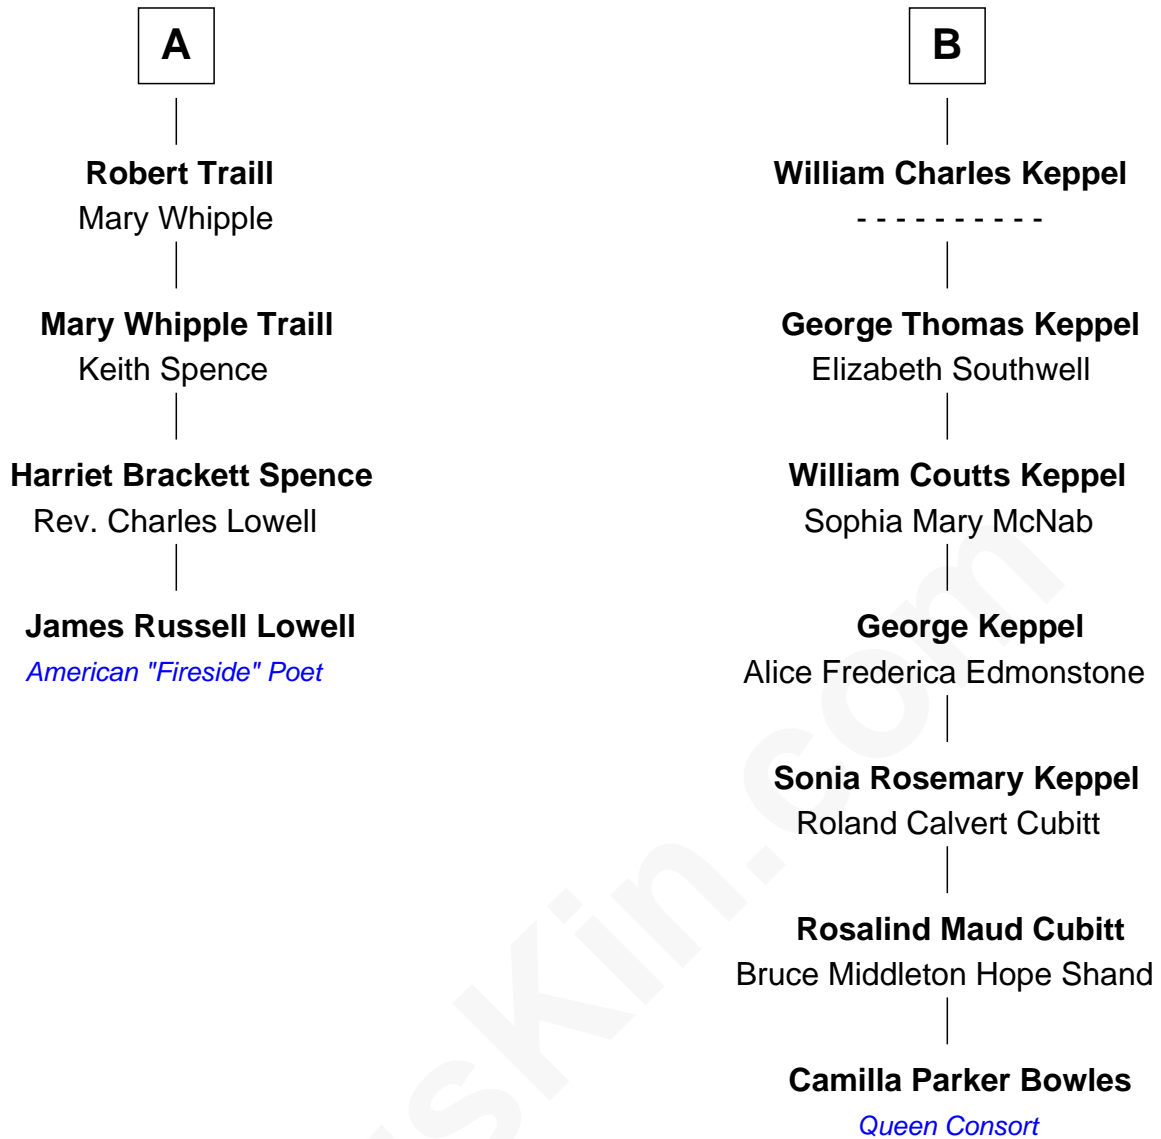 A
Robert Traill
Mary Whipple
Mary Whipple Traill
Keith Spence
Harriet Brackett Spence
Rev. Charles Lowell
James Russell Lowell
American "Fireside" Poet
B
William Charles Keppel
- - - - - - - - - -
George Thomas Keppel
Elizabeth Southwell
William Coutts Keppel
Sophia Mary McNab
George Keppel
Alice Frederica Edmonstone
Sonia Rosemary Keppel
Roland Calvert Cubitt
Rosalind Maud Cubitt
Bruce Middleton Hope Shand
Camilla Parker Bowles
Queen Consort
usKin.com